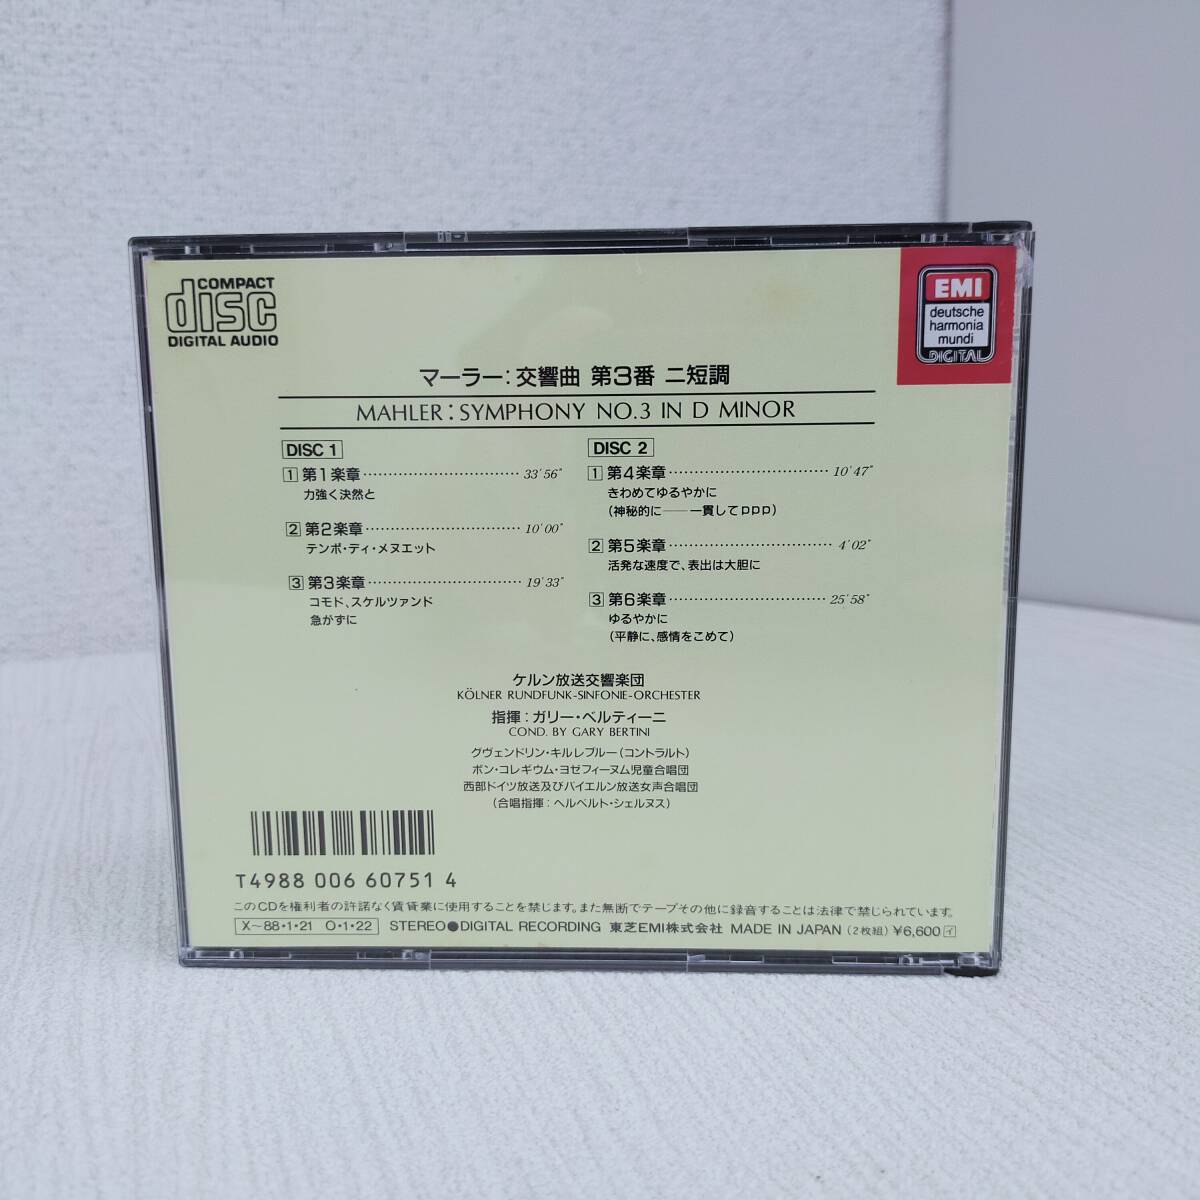 COMPACT
disc
DIGITAL AUDIO
EMI
deutsche
harmonia
mundi
DIGITAL
マーラー:交響曲 第3番 ニ短調
MAHLER:SYMPHONY NO.3 IN D MINOR
DISC 1
1 第1楽章 33'56"
力強く決然と
2 第2楽章 10'00"
テンポ・ディ・メヌエット
3 第3楽章 19'33"
コモド、スケルツァンド
急がずに
DISC 2
1 第4楽章 10'47"
きわめてゆるやかに
(神秘的に——一貫してppp)
2 第5楽章 4'02"
活発な速度で、表出は大胆に
3 第6楽章 25'58"
ゆるやかに
(平静に、感情をこめて)
ケルン放送交響楽団
KÖLNER RUNDFUNK-SINFONIE-ORCHESTER
指揮:ガリー・ベルティーニ
COND. BY GARY BERTINI
グヴェンドリン・キルレブルー(コントラルト)
ボン・コレギウム・ヨゼフィーヌム児童合唱団
西部ドイツ放送及びバイエルン放送女声合唱団
(合唱指揮:ヘルベルト・シェルヌス)
T4988 006 60751 4
このCDを権利者の許諾なく賃貸業に使用することを禁じます。また無断でテープその他に録音することは法律で禁じられています。
X〜88・1・21 O・1・22 STEREO●DIGITAL RECORDING 東芝EMI株式会社 MADE IN JAPAN (2枚組) ¥6,600 イ